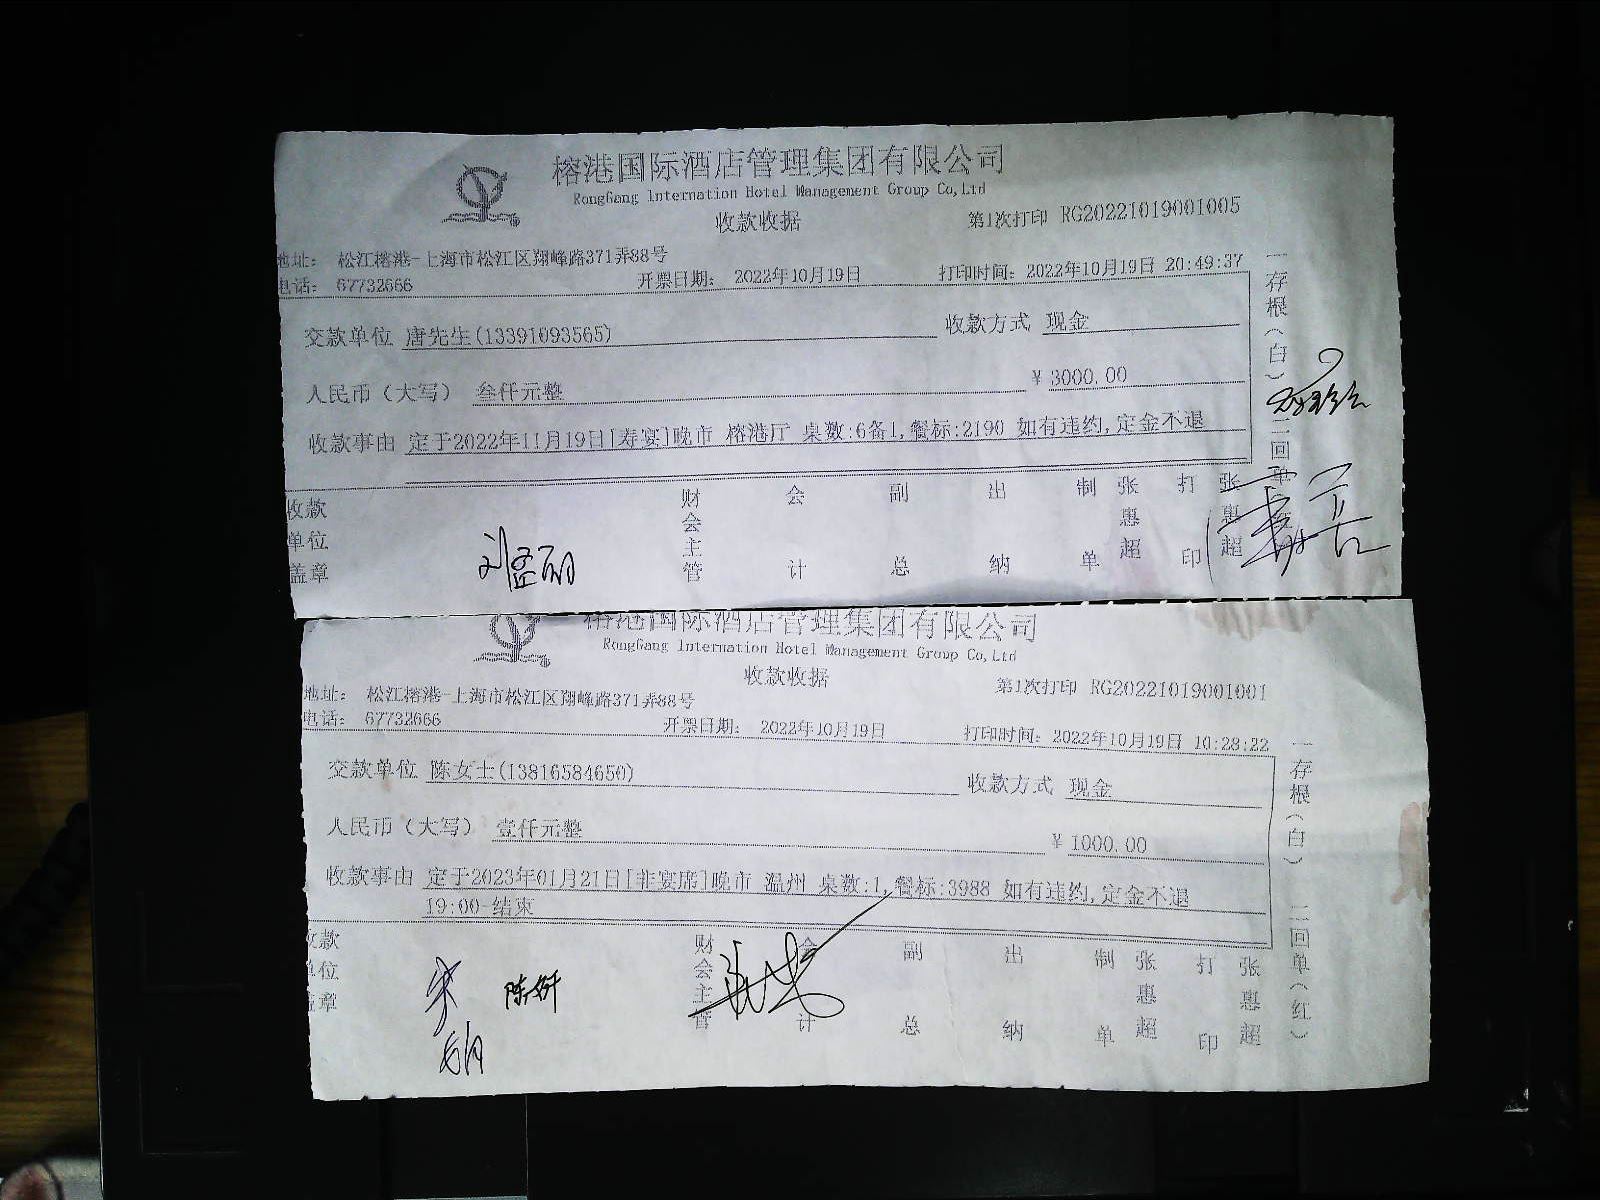 榕港国际酒店管理集团有限公司
RongGang Internation Hotel Management Group Co,Ltd
收款收据
第1次打印 RG20221019001005
地址： 松江榕港-上海市松江区翔峰路371弄88号
电话： 67732666
开票日期： 2022年10月19日
打印时间： 2022年10月19日 20:49:37
交款单位 唐先生(13391093565)
收款方式 现金
人民币（大写） 叁仟元整
￥ 3000.00
收款事由 定于2022年11月19日[寿宴]晚市 榕港厅 桌数:6备1,餐标:2190 如有违约,定金不退
收款单位盖章
财会主管
会计
副总
出纳
制单
张惠超
打印
张惠超
一存根（白）二回单（红）
榕港国际酒店管理集团有限公司
RongGang Internation Hotel Management Group Co,Ltd
收款收据
第1次打印 RG20221019001001
地址： 松江榕港-上海市松江区翔峰路371弄88号
电话： 67732666
开票日期： 2022年10月19日
打印时间： 2022年10月19日 10:28:22
交款单位 陈女士(13816584650)
收款方式 现金
人民币（大写） 壹仟元整
￥ 1000.00
收款事由 定于2023年01月21日[非宴席]晚市 温州 桌数:1,餐标:3988 如有违约,定金不退
19:00-结束
收款单位盖章
财会主管
会计
副总
出纳
制单
张惠超
打印
张惠超
一存根（白） 二回单（红）